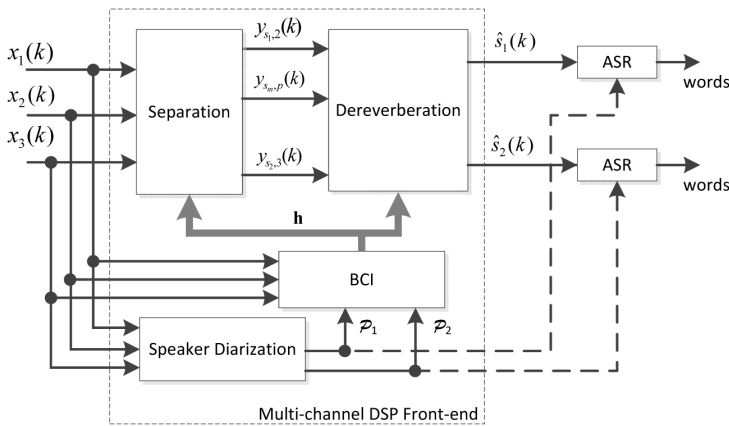 x₁(k)
x₂(k)
x₃(k)
Separation
y_{s₁,2}(k)
y_{sₘ,p}(k)
y_{s₂,3}(k)
Dereverberation
ŝ₁(k)
ŝ₂(k)
ASR
words
ASR
words
h
BCI
𝒫₁
𝒫₂
Speaker Diarization
Multi-channel DSP Front-end